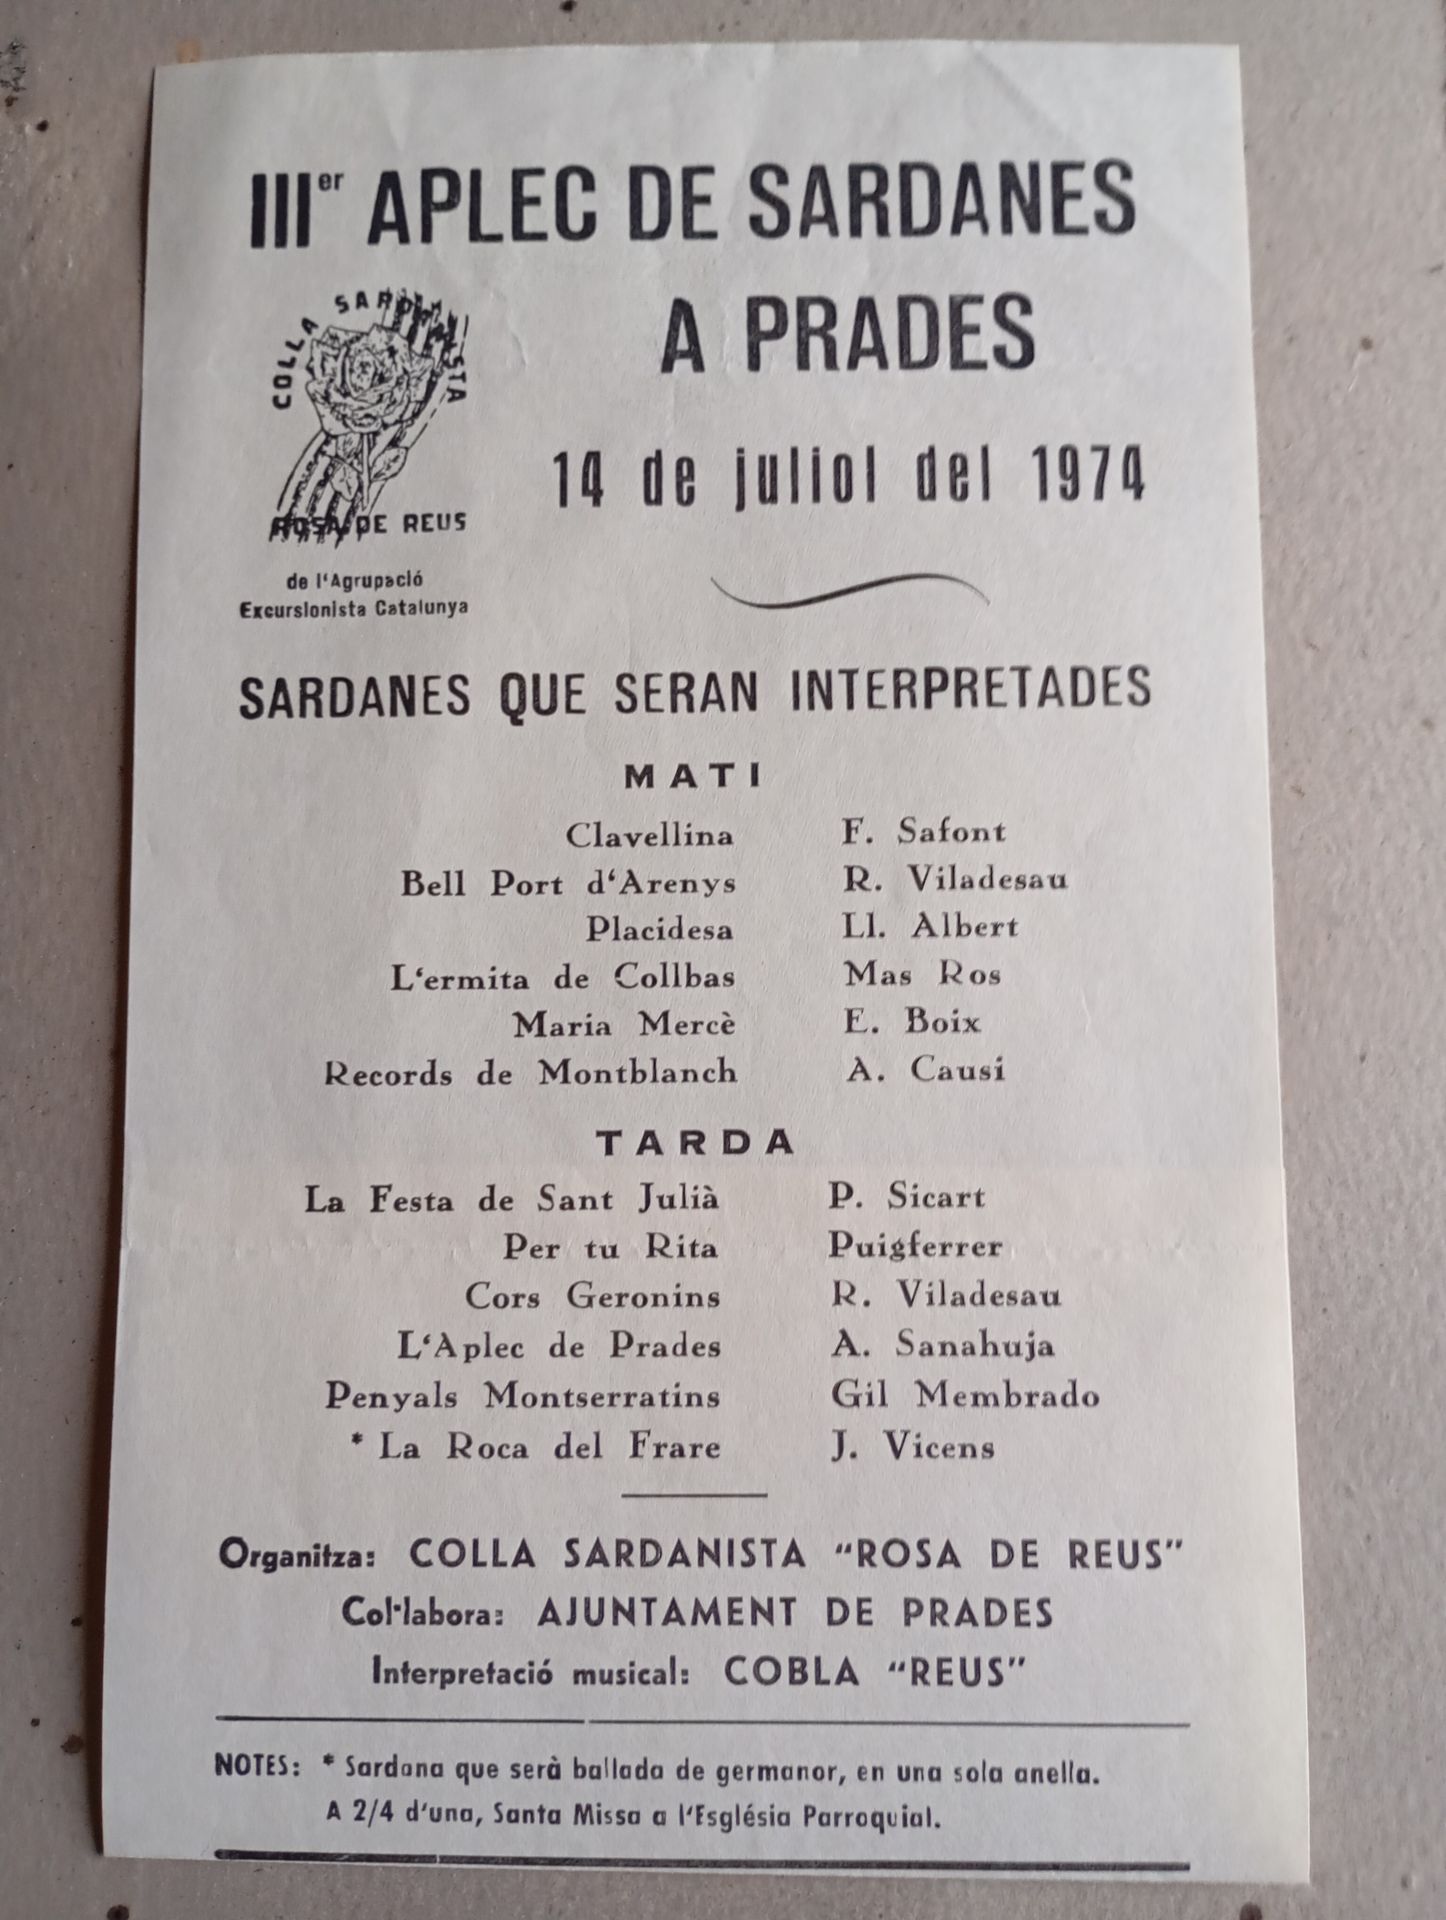 IIIer APLEC DE SARDANES
A PRADES
COLLA SARDANISTA
ROSA DE REUS
de l'Agrupació
Excursionista Catalunya
14 de juliol del 1974
SARDANES QUE SERAN INTERPRETADES
MATI
Clavellina F. Safont
Bell Port d'Arenys R. Viladesau
Placidesa Ll. Albert
L'ermita de Collbas Mas Ros
Maria Mercè E. Boix
Records de Montblanch A. Causi
TARDA
La Festa de Sant Julià P. Sicart
Per tu Rita Puigferrer
Cors Geronins R. Viladesau
L'Aplec de Prades A. Sanahuja
Penyals Montserratins Gil Membrado
* La Roca del Frare J. Vicens
Organitza: COLLA SARDANISTA "ROSA DE REUS"
Col·labora: AJUNTAMENT DE PRADES
Interpretació musical: COBLA "REUS"
NOTES: * Sardana que serà ballada de germanor, en una sola anella.
A 2/4 d'una, Santa Missa a l'Església Parroquial.